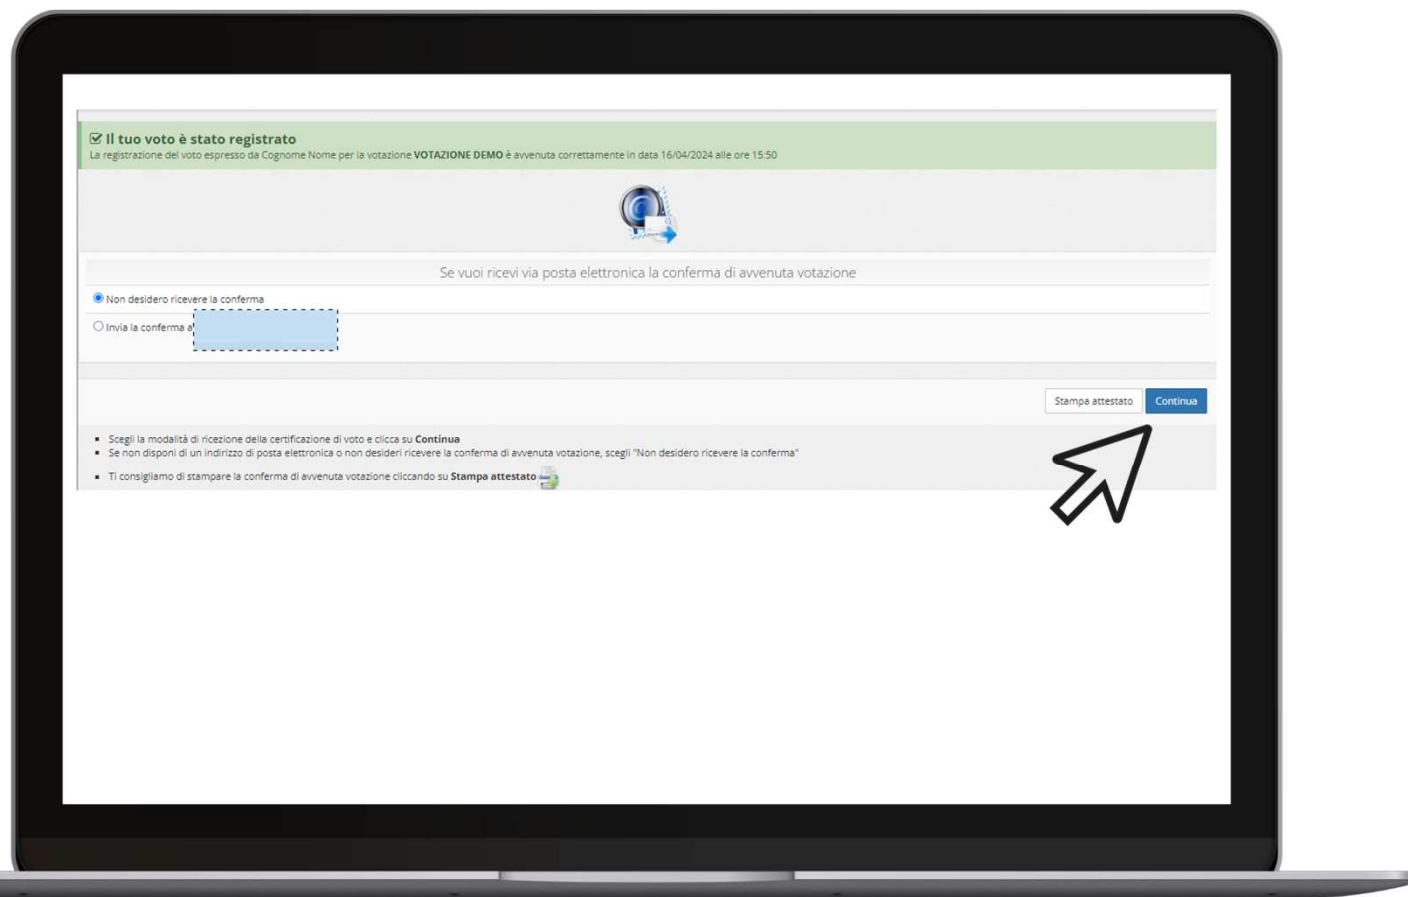 Il tuo voto è stato registrato
La registrazione del voto espresso da Cognome Nome per la votazione VOTAZIONE DEMO è avvenuta correttamente in data 16/04/2024 alle ore 15:50
Se vuoi ricevi via posta elettronica la conferma di avvenuta votazione
Non desidero ricevere la conferma
Invia la conferma a
Stampa attestato
Continua
Scegli la modalità di ricezione della certificazione di voto e clicca su Continua
Se non disponi di un indirizzo di posta elettronica o non desideri ricevere la conferma di avvenuta votazione, scegli "Non desidero ricevere la conferma"
Ti consigliamo di stampare la conferma di avvenuta votazione cliccando su Stampa attestato